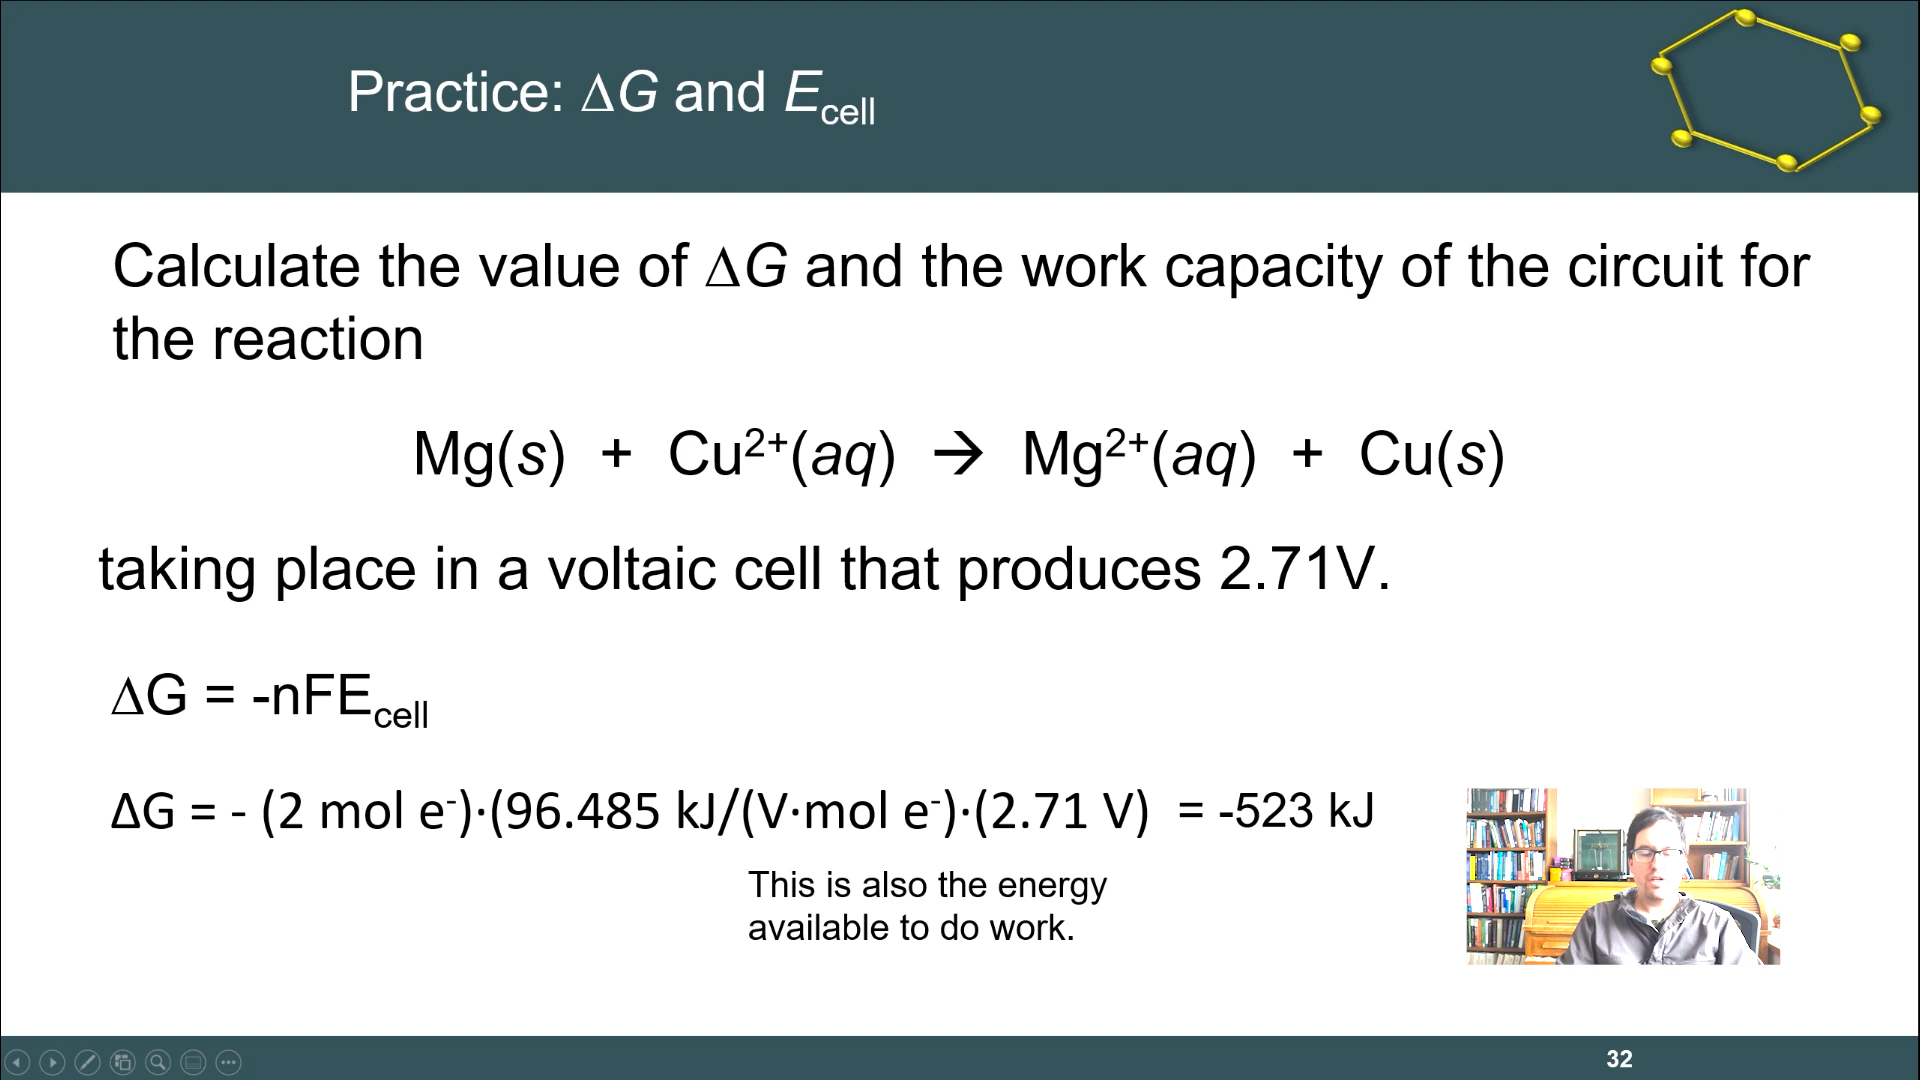 Practice: ΔG and Ecell
Calculate the value of ΔG and the work capacity of the circuit for
the reaction
Mg(s) + Cu²⁺(aq) → Mg²⁺(aq) + Cu(s)
taking place in a voltaic cell that produces 2.71V.
ΔG = -nFEcell
ΔG = - (2 mol e⁻)·(96.485 kJ/(V·mol e⁻)·(2.71 V) = -523 kJ
This is also the energy
available to do work.
32